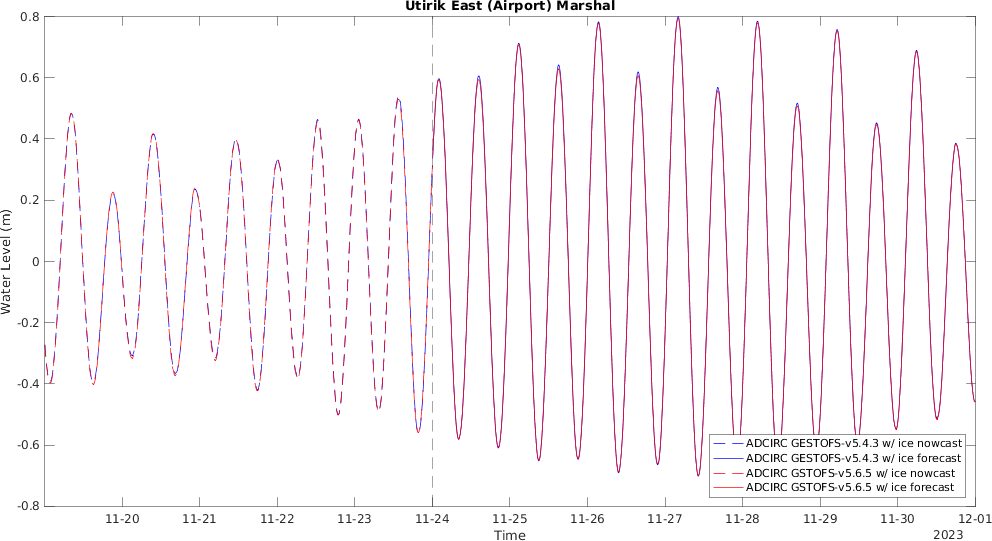 Utirik East (Airport) Marshal
0.8
0.6
0.4
0.2
0
-0.2
-0.4
-0.6
-0.8
Water Level (m)
ADCIRC GESTOFS-v5.4.3 w/ ice nowcast
ADCIRC GESTOFS-v5.4.3 w/ ice forecast
ADCIRC GSTOFS-v5.6.5 w/ ice nowcast
ADCIRC GSTOFS-v5.6.5 w/ ice forecast
11-20 11-21 11-22 11-23 11-24 11-25 11-26 11-27 11-28 11-29 11-30 12-01
Time
2023